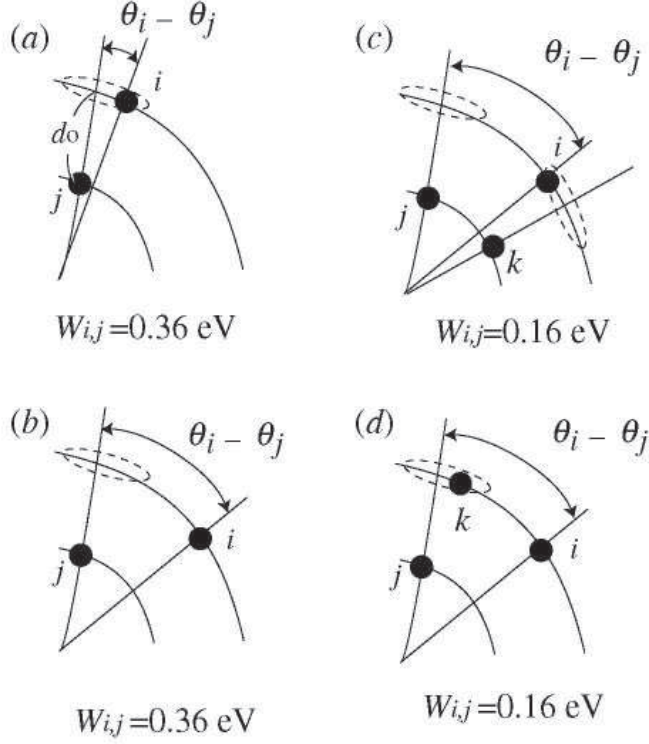 (a)
θi – θj
i
do
j
Wi,j=0.36 eV
(c)
θi – θj
i
j
k
Wi,j=0.16 eV
(b)
θi – θj
i
j
Wi,j=0.36 eV
(d)
θi – θj
k
i
j
Wi,j=0.16 eV